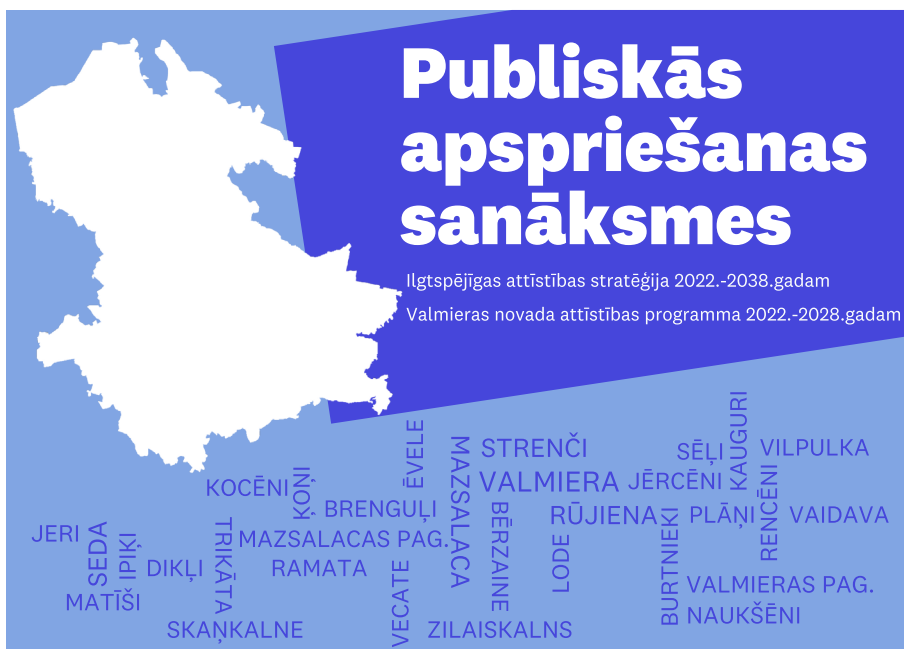 Publiskās
apspriešanas
sanāksmes
Ilgtspējīgas attīstības stratēģija 2022.-2038.gadam
Valmieras novada attīstības programma 2022.-2028.gadam
ĒVELE
MAZSALACA
STRENČI
SĒĻI
KAUGURI
VILPULKA
KOCĒNI
KOŅI
VALMIERA
JĒRCĒNI
RENCĒNI
BRENGUĻI
BĒRZAINE
RŪJIENA
BURTNIEKI
PLĀŅI
VAIDAVA
JERI
SEDA
IPIĶI
TRIKĀTA
MAZSALACAS PAG.
LODE
DIKĻI
RAMATA
VECATE
VALMIERAS PAG.
MATĪŠI
NAUKŠĒNI
SKAŅKALNE
ZILAISKALNS